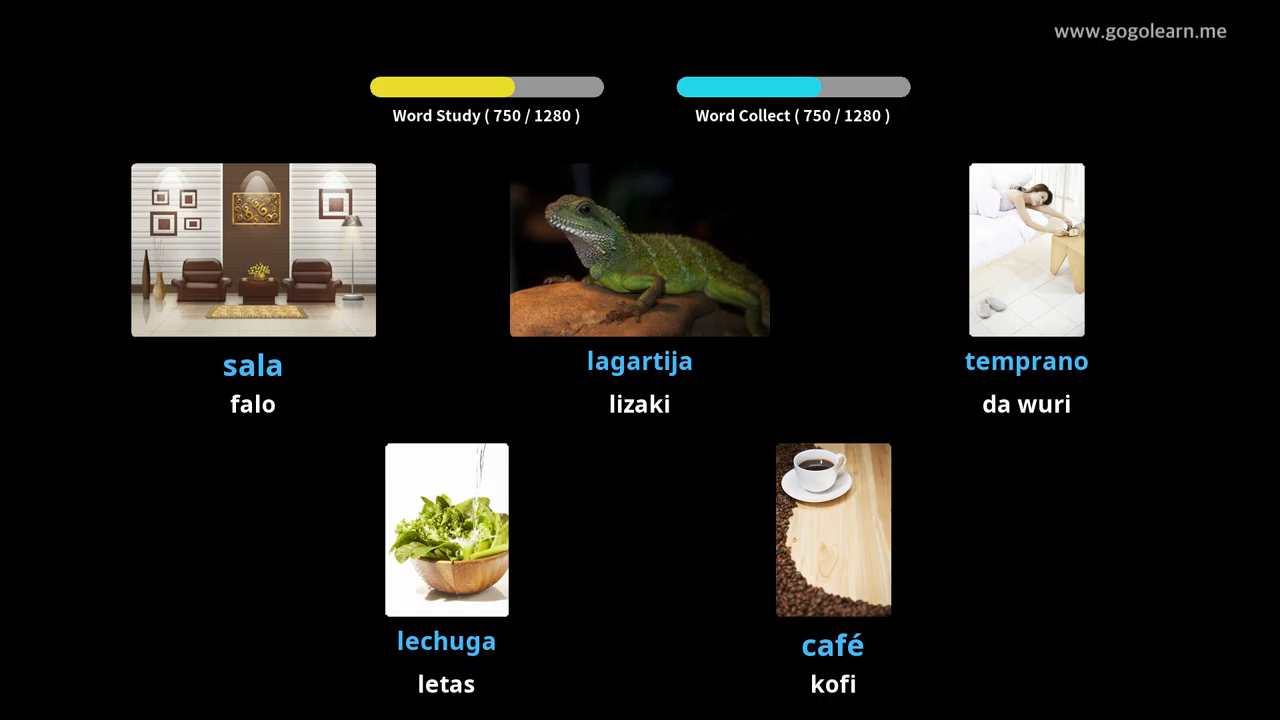 www.gogolearn.me
Word Study ( 750 / 1280 )
Word Collect ( 750 / 1280 )
sala
falo
lagartija
lizaki
temprano
da wuri
lechuga
letas
café
kofi